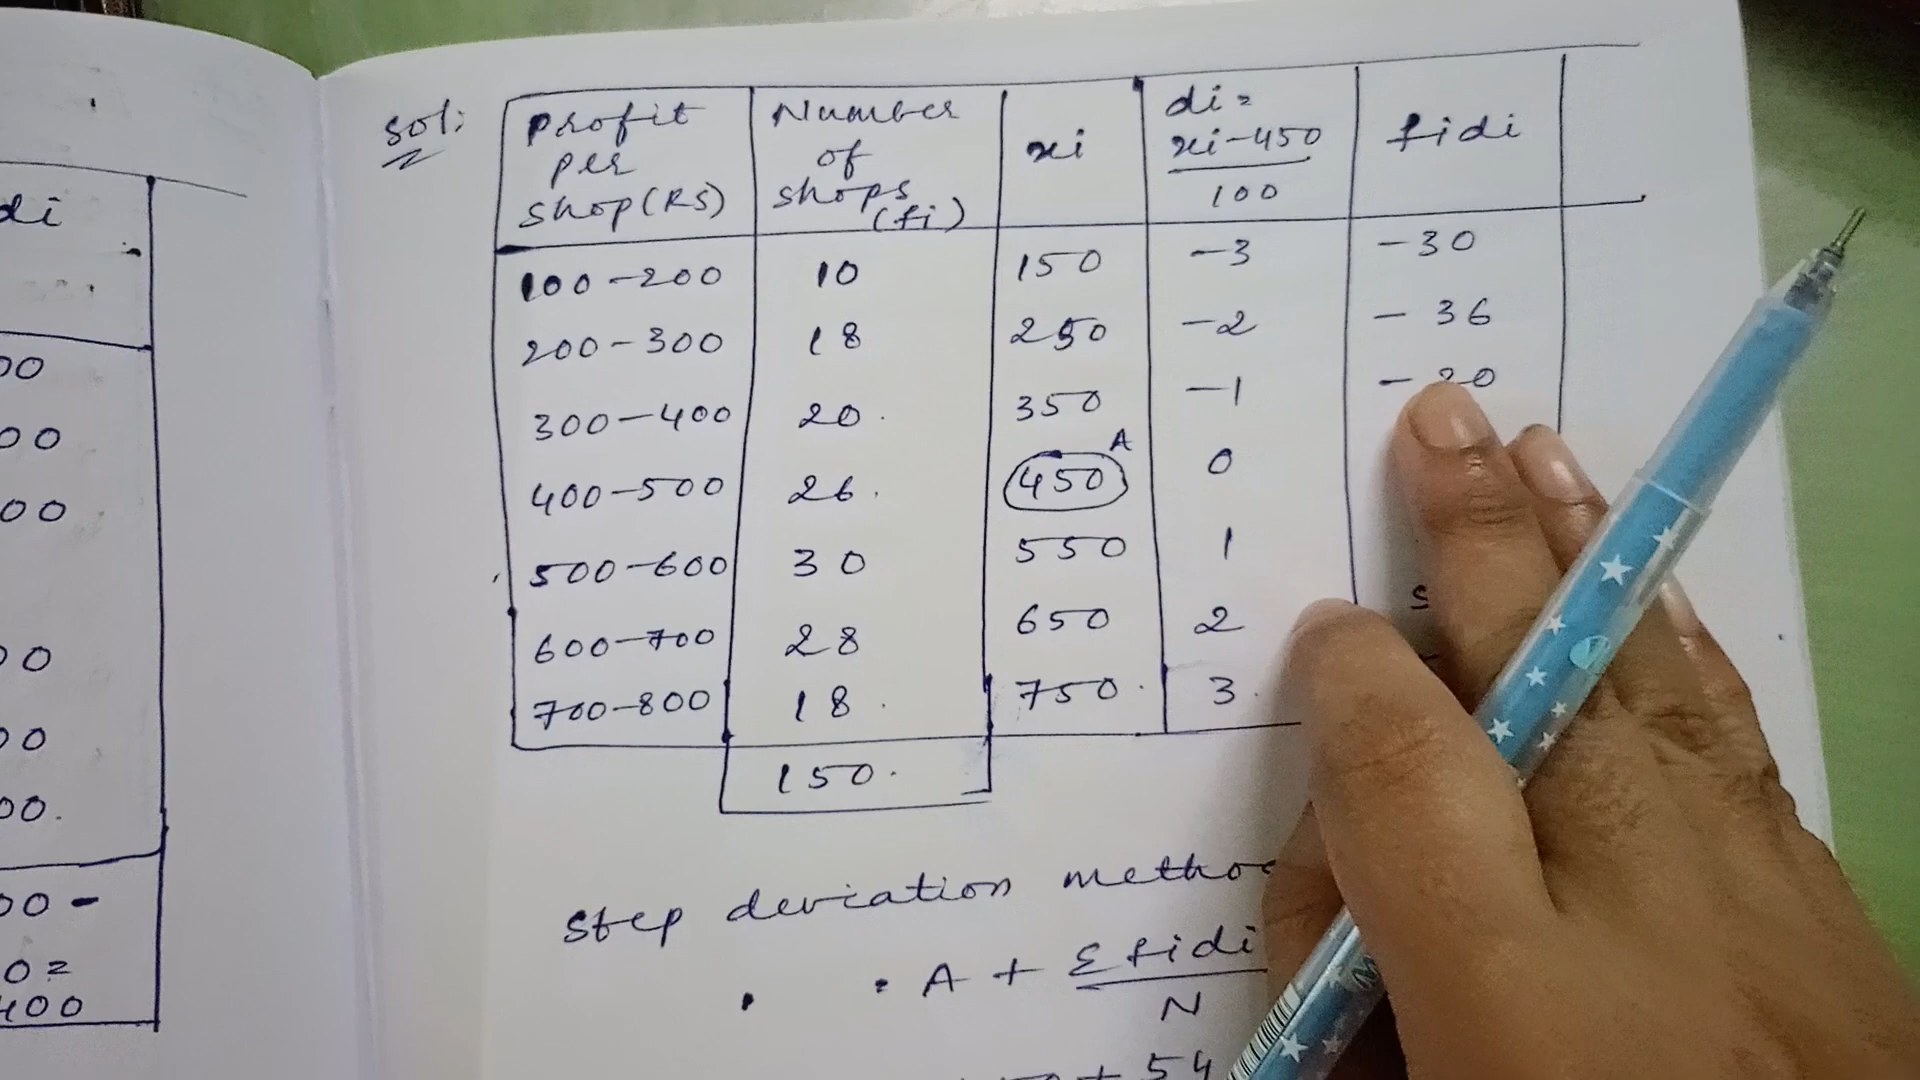 di
00
00
00
00
00
00.
00 -
0 =
400
Sol:
Profit per shop (RS) Number of shops (fi) xi di = xi-450 / 100 fidi
100-200 10 150 -3 -30
200-300 18 250 -2 -36
300-400 20. 350 -1 -20
400-500 26. 450 A 0
500-600 30 550 1
600-700 28 650 2
700-800 18. 750. 3.
150.
Step deviation
A + Σfidi
N
+ 54